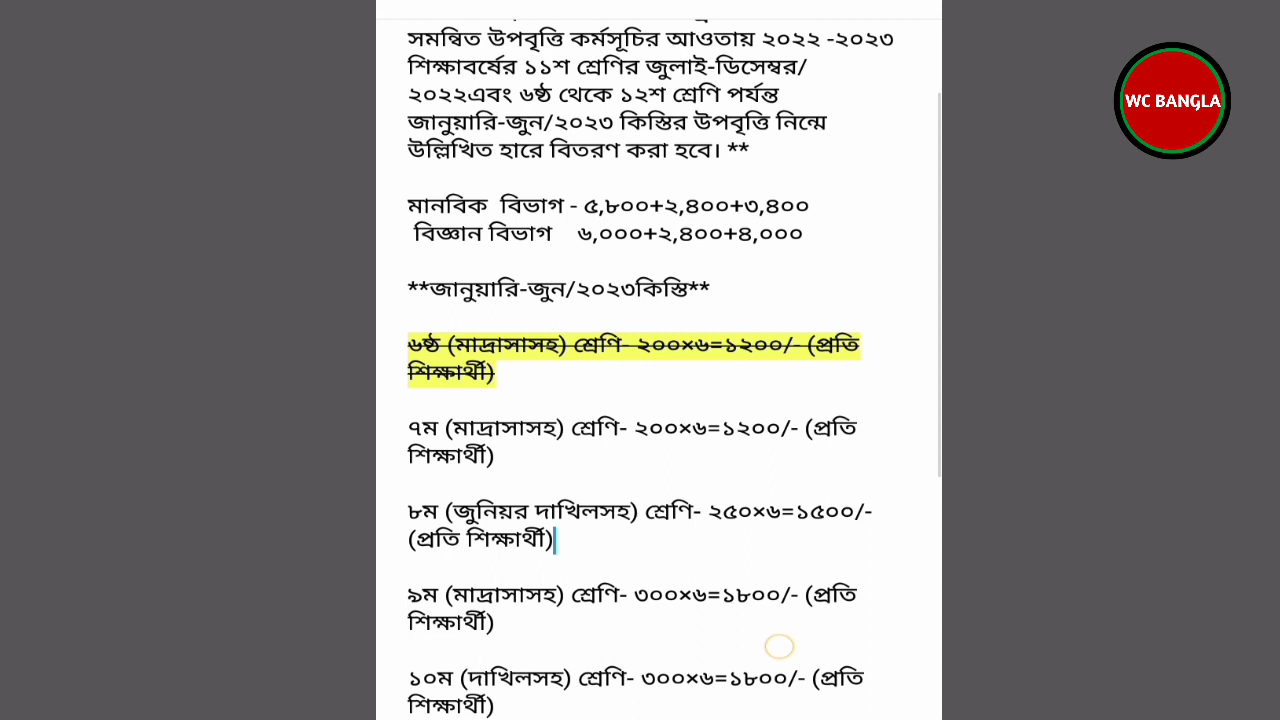 সমন্বিত উপবৃত্তি কর্মসূচির আওতায় ২০২২ -২০২৩
শিক্ষাবর্ষের ১১শ শ্রেণির জুলাই-ডিসেম্বর/
২০২২এবং ৬ষ্ঠ থেকে ১২শ শ্রেণি পর্যন্ত
জানুয়ারি-জুন/২০২৩ কিস্তির উপবৃত্তি নিম্নে
উল্লিখিত হারে বিতরণ করা হবে। **
মানবিক  বিভাগ - ৫,৮০০+২,৪০০+৩,৪০০
বিজ্ঞান বিভাগ    ৬,০০০+২,৪০০+৪,০০০
**জানুয়ারি-জুন/২০২৩কিস্তি**
৬ষ্ঠ (মাদ্রাসাসহ) শ্রেণি- ২০০×৬=১২০০/- (প্রতি
শিক্ষার্থী)
৭ম (মাদ্রাসাসহ) শ্রেণি- ২০০×৬=১২০০/- (প্রতি
শিক্ষার্থী)
৮ম (জুনিয়র দাখিলসহ) শ্রেণি- ২৫০×৬=১৫০০/-
(প্রতি শিক্ষার্থী)
৯ম (মাদ্রাসাসহ) শ্রেণি- ৩০০×৬=১৮০০/- (প্রতি
শিক্ষার্থী)
১০ম (দাখিলসহ) শ্রেণি- ৩০০×৬=১৮০০/- (প্রতি
শিক্ষার্থী)
WC BANGLA